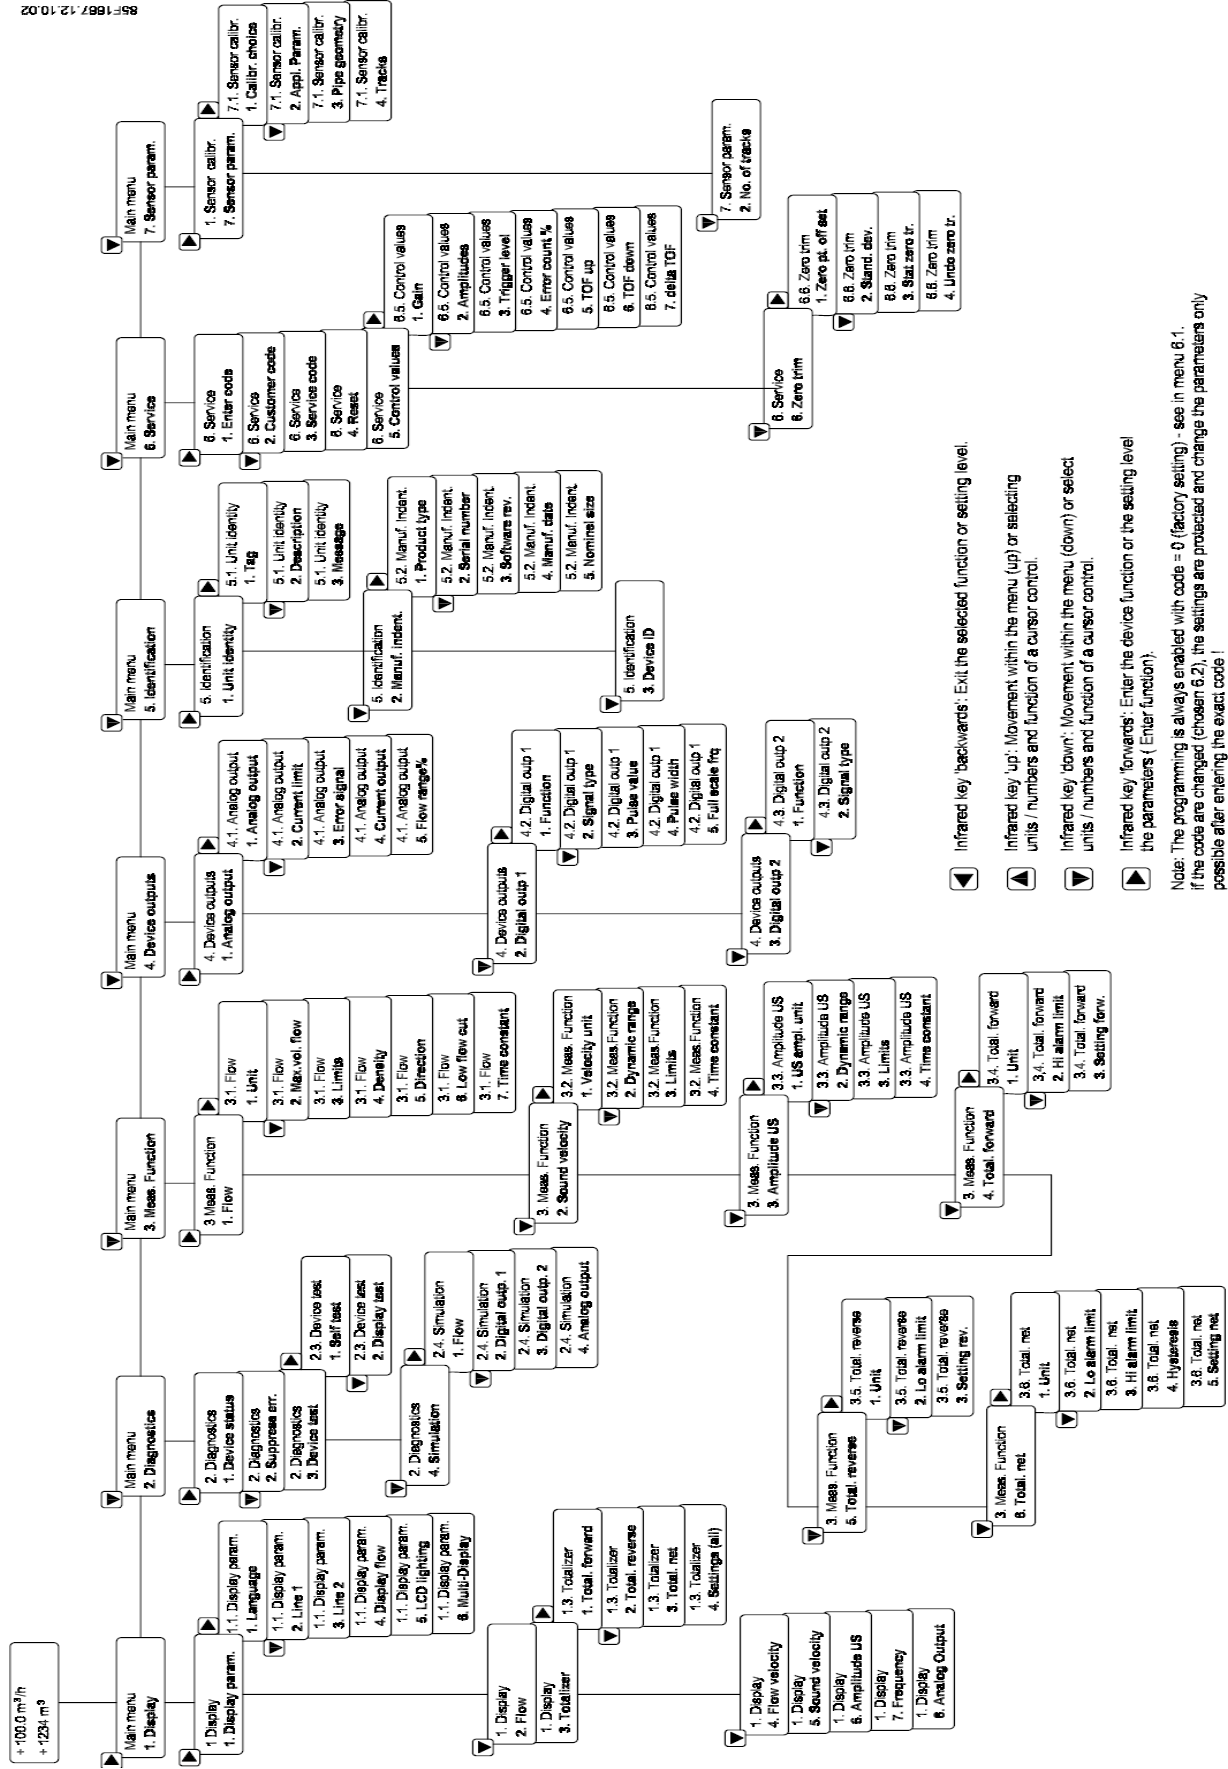 + 100.0 m³/h
+1234 m³
Main menu
1. Display
1 Display
1. Display param.
1.1. Display param.
1. Language
1.1. Display param.
2. Line 1
1.1. Display param.
3. Line 2
1.1. Display param.
4. Display flow
1.1. Display param.
5. LCD lighting
1.1. Display param.
6. Multi-Display
1. Display
2. Flow
1. Display
3. Totalizer
1.3. Totalizer
1. Total. forward
1.3. Totalizer
2. Total. reverse
1.3. Totalizer
3. Total. net
1.3. Totalizer
4. Settings (all)
1. Display
4. Flow velocity
1. Display
5. Sound velocity
1. Display
6. Amplitude US
1. Display
7. Frequency
1. Display
8. Analog Output
Main menu
2. Diagnostics
2. Diagnostics
1. Device status
2. Diagnostics
2. Suppress err.
2. Diagnostics
3. Device test
2.3. Device test
1. Self test
2.3. Device test
2. Display test
2. Diagnostics
4. Simulation
2.4. Simulation
1. Flow
2.4. Simulation
2. Digital outp. 1
2.4. Simulation
3. Digital outp. 2
2.4. Simulation
4. Analog output
Main menu
3. Meas. Function
3 Meas. Function
1. Flow
3.1. Flow
1. Unit
3.1. Flow
2. Max.vol. flow
3.1. Flow
3. Limits
3.1. Flow
4. Density
3.1. Flow
5. Direction
3.1. Flow
6. Low flow cut
3.1. Flow
7. Time constant
3. Meas. Function
2. Sound velocity
3.2. Meas. Function
1. Velocity unit
3.2. Meas.Function
2. Dynamic range
3.2. Meas.Function
3. Limits
3.2. Meas.Function
4. Time constant
3. Meas. Function
3. Amplitude US
3.3. Amplitude US
1. US ampl. unit
3.3. Amplitude US
2. Dynamic range
3.3. Amplitude US
3. Limits
3.3. Amplitude US
4. Time constant
3. Meas. Function
4. Total. forward
3.4. Total. forward
1. Unit
3.4. Total. forward
2. Hi alarm limit
3.4. Total. forward
3. Setting forw.
3. Meas. Function
5. Total. reverse
3.5. Total. reverse
1. Unit
3.5. Total. reverse
2. Lo alarm limit
3.5. Total. reverse
3. Setting rev.
3. Meas. Function
6. Total. net
3.6. Total. net
1. Unit
3.6. Total. net
2. Lo alarm limit
3.6. Total. net
3. Hi alarm limit
3.6. Total. net
4. Hysteresis
3.6. Total. net
5. Setting net
Main menu
4. Device outputs
4. Device outputs
1. Analog output
4.1. Analog output
1. Analog output
4.1. Analog output
2. Current limit
4.1. Analog output
3. Error signal
4.1. Analog output
4. Current output
4.1. Analog output
5. Flow range%
4. Device outputs
2. Digital outp 1
4.2. Digital outp 1
1. Function
4.2. Digital outp 1
2. Signal type
4.2. Digital outp 1
3. Pulse value
4.2. Digital outp 1
4. Pulse width
4.2. Digital outp 1
5. Full scale frq
4. Device outputs
3. Digital outp 2
4.3. Digital outp 2
1. Function
4.3. Digital outp 2
2. Signal type
Main menu
5. Identification
5. Identification
1. Unit Identity
5.1. Unit identity
1. Tag
5.1. Unit identity
2. Description
5.1. Unit identity
3. Message
5. Identification
2. Manuf. Indent.
5.2. Manuf. Indent.
1. Product type
5.2. Manuf. Indent.
2. Serial number
5.2. Manuf. Indent.
3. Software rev.
5.2. Manuf. Indent.
4. Manuf. date
5.2. Manuf. Indent.
5. Nominal size
5. Identification
3. Device ID
Main menu
6. Service
6. Service
1. Enter code
6. Service
2. Customer code
6. Service
3. Service code
6. Service
4. Reset
6. Service
5. Control values
6.5. Control values
1. Gain
6.5. Control values
2. Amplitudes
6.5. Control values
3. Trigger level
6.5. Control values
4. Error count %
6.5. Control values
5. TOF up
6.5. Control values
6. TOF down
6.5. Control values
7. delta TOF
6. Service
6. Zero trim
6.6. Zero trim
1. Zero pt. off set
6.6. Zero trim
2. Stand. dev.
6.6. Zero trim
3. Stat zero tr.
6.6. Zero trim
4. Undo zero tr.
Main menu
7. Sensor param.
1. Sensor calibr.
7. Sensor param.
7.1. Sensor calibr.
1. Calibr. choice
7.1. Sensor calibr.
2. Appl. Param.
7.1. Sensor calibr.
3. Pipe geometry
7.1. Sensor calibr.
4. Tracks
7. Sensor param.
2. No. of tracks
Infrared key 'backwards': Exit the selected function or setting level.
Infrared key 'up': Movement within the menu (up) or selecting
units / numbers and function of a cursor control.
Infrared key 'down': Movement within the menu (down) or select
units / numbers and function of a cursor control.
Infrared key 'forwards': Enter the device function or the setting level
the parameters ( Enter function).
Note: The programming is always enabled with code = 0 (factory setting) - see in menu 6.1.
if the code are changed (chosen 6.2), the settings are protected and change the parameters only
possible after entering the exact code !
85F1667.12.10.02